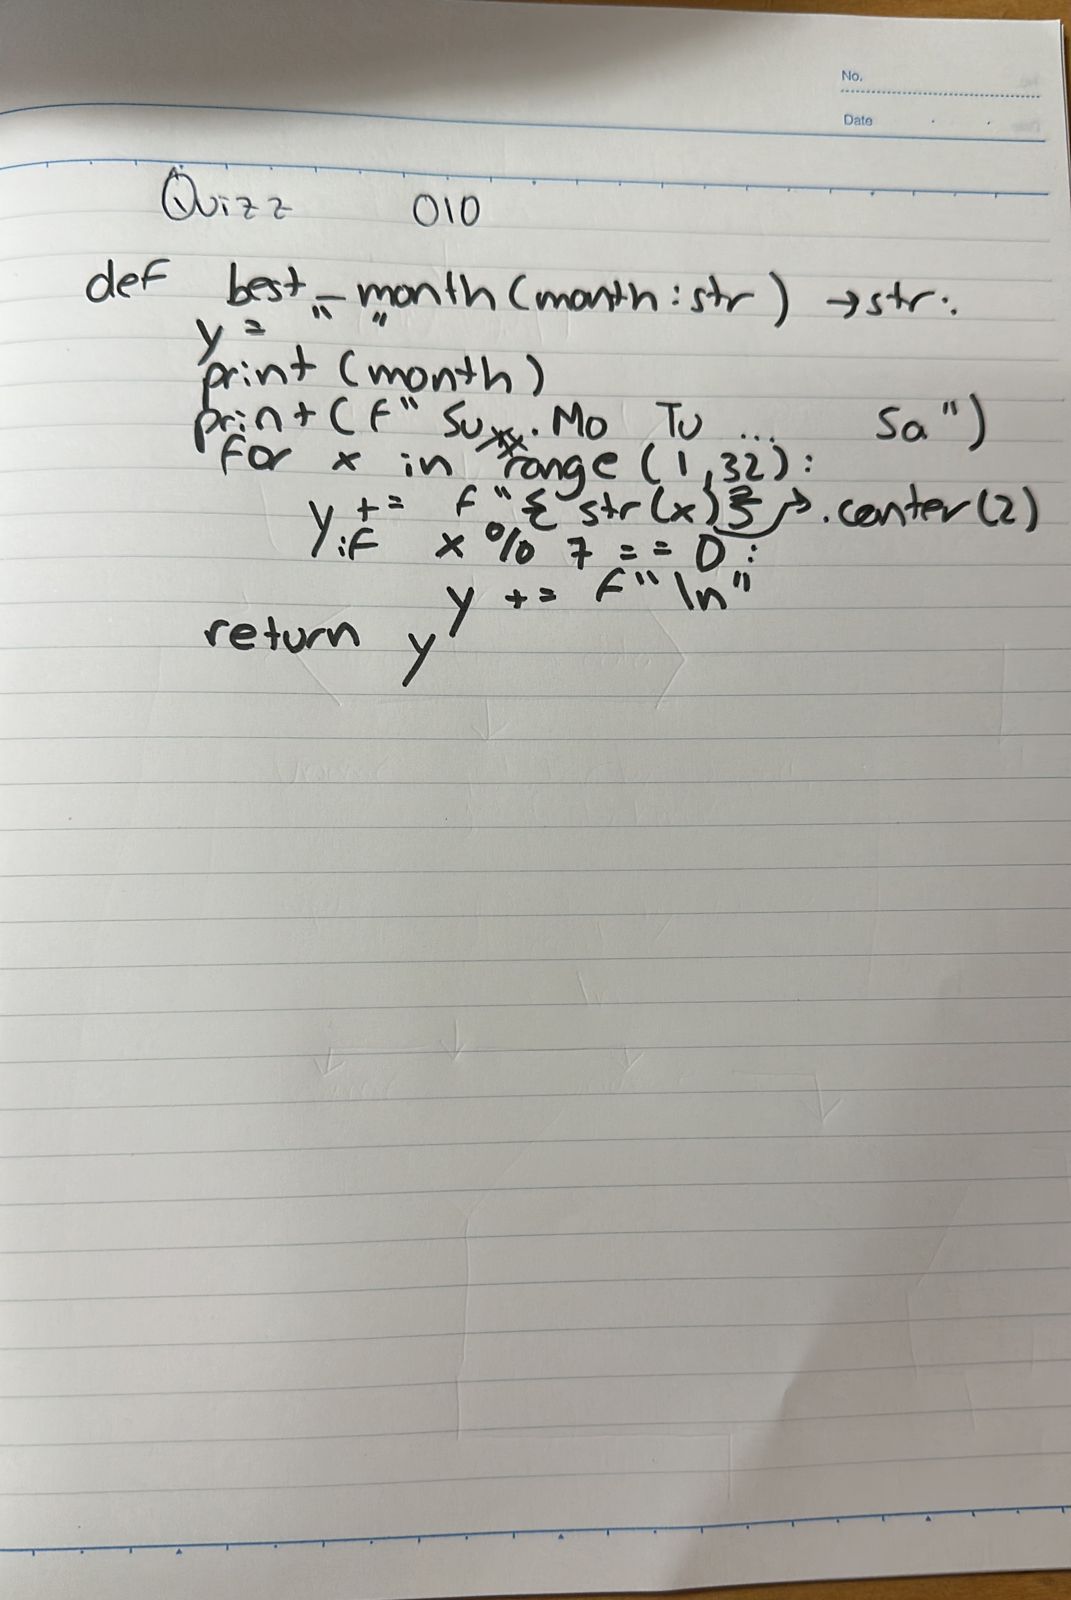 No.
Date
Quizz 010
def best_month(month:str) →str:
y = " "
print (month)
print (f" Su . Mo Tu ... Sa")
for x in range (1,32):
y += f"{ str(x)} .center(2)
if x % 7 == 0:
y += f"\n"
return y